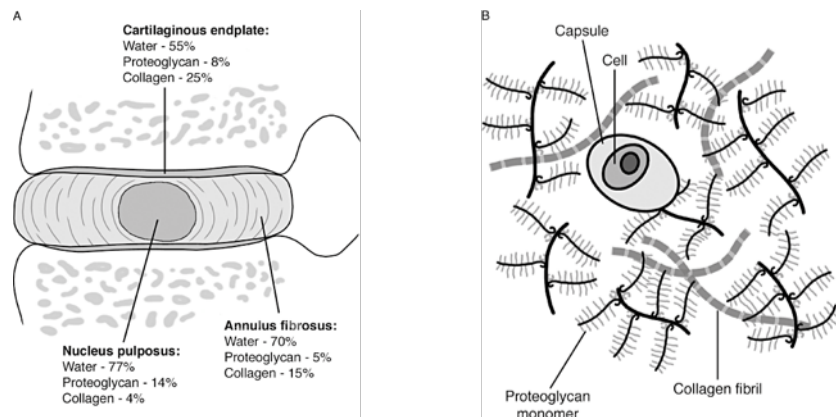 A
Cartilaginous endplate:
Water - 55%
Proteoglycan - 8%
Collagen - 25%
Nucleus pulposus:
Water - 77%
Proteoglycan - 14%
Collagen - 4%
Annulus fibrosus:
Water - 70%
Proteoglycan - 5%
Collagen - 15%
B
Capsule
Cell
Proteoglycan
monomer
Collagen fibril